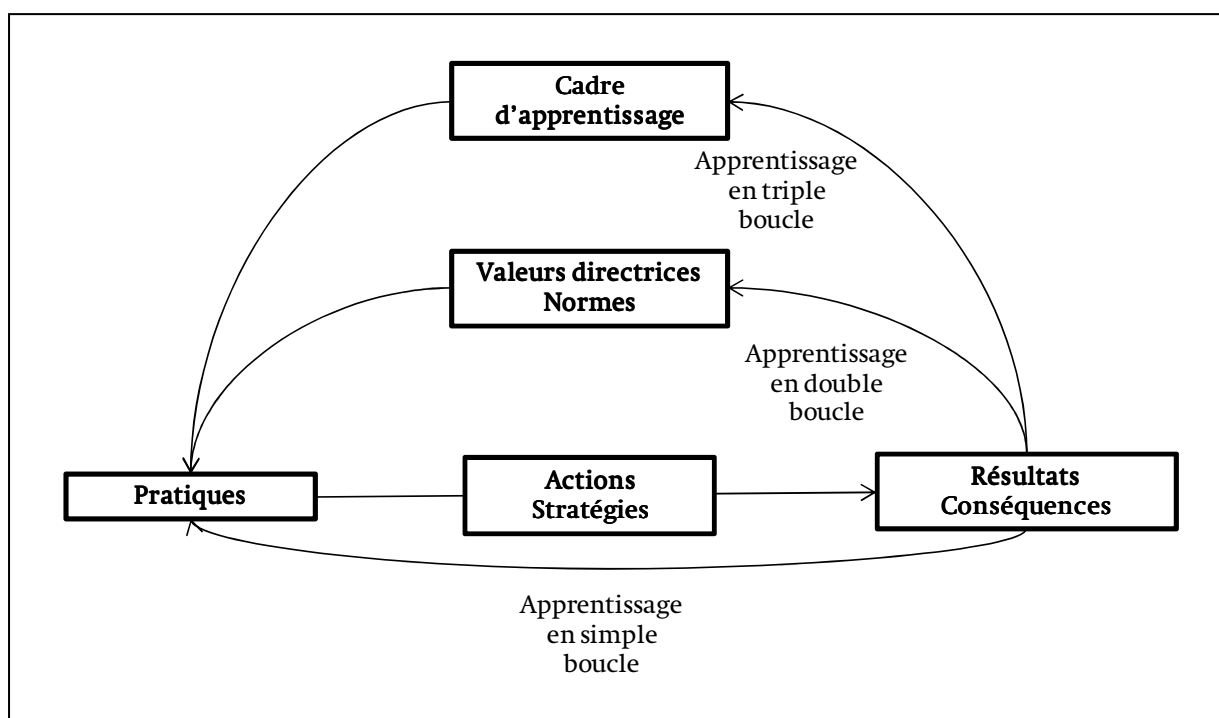 Cadre
d’apprentissage
Apprentissage
en triple
boucle
Valeurs directrices
Normes
Apprentissage
en double
boucle
Pratiques
Actions
Stratégies
Résultats
Conséquences
Apprentissage
en simple
boucle